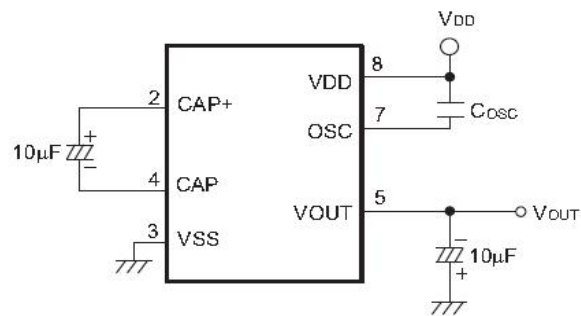 VDD
8
VDD
2
CAP+
COSC
7
+
OSC
10µF
−
4
CAP
5
VOUT
VOUT
3
VSS
−
10µF
+